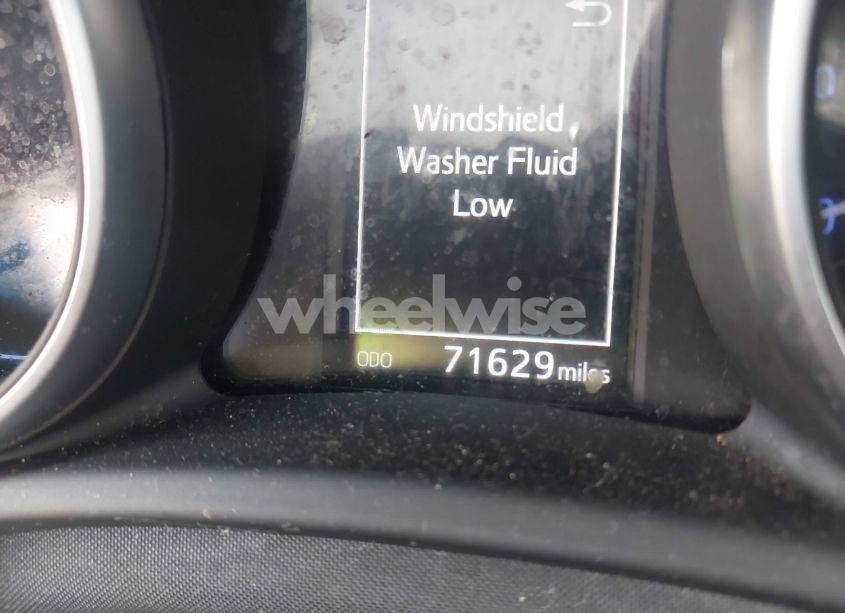 Windshield
Washer Fluid
Low
wheelwise
ODO 71629 miles